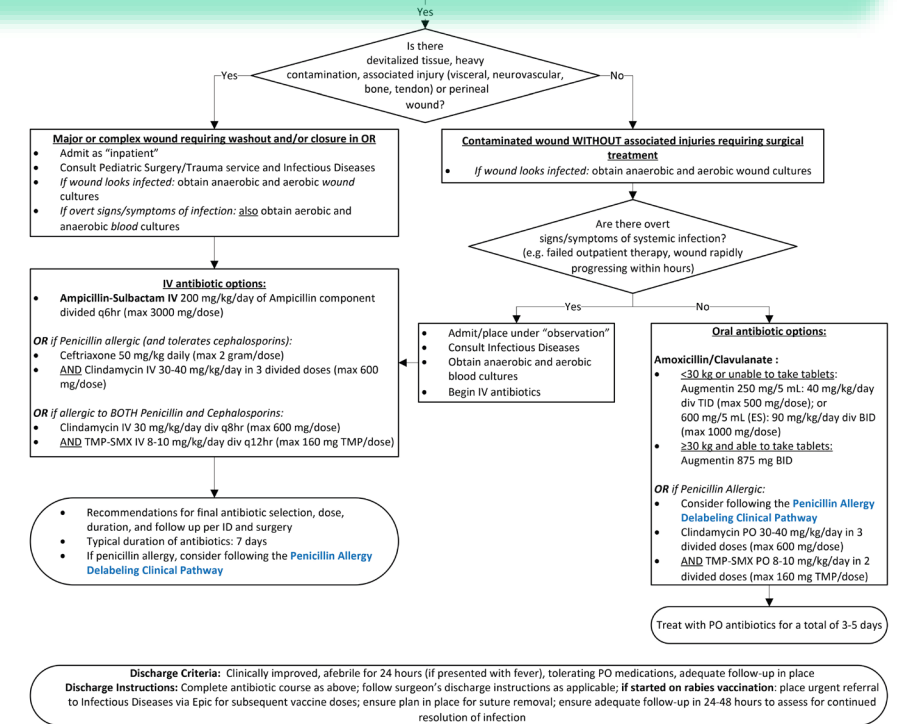 Yes
Is there
devitalized tissue, heavy
contamination, associated injury (visceral, neurovascular,
bone, tendon) or perineal
wound?
Yes
No
Major or complex wound requiring washout and/or closure in OR
• Admit as “inpatient”
• Consult Pediatric Surgery/Trauma service and Infectious Diseases
• If wound looks infected: obtain anaerobic and aerobic wound
cultures
• If overt signs/symptoms of infection: also obtain aerobic and
anaerobic blood cultures
Contaminated wound WITHOUT associated injuries requiring surgical
treatment
• If wound looks infected: obtain anaerobic and aerobic wound cultures
Are there overt
signs/symptoms of systemic infection?
(e.g. failed outpatient therapy, wound rapidly
progressing within hours)
Yes
No
IV antibiotic options:
• Ampicillin-Sulbactam IV 200 mg/kg/day of Ampicillin component
divided q6hr (max 3000 mg/dose)
OR if Penicillin allergic (and tolerates cephalosporins):
• Ceftriaxone 50 mg/kg daily (max 2 gram/dose)
• AND Clindamycin IV 30-40 mg/kg/day in 3 divided doses (max 600
mg/dose)
OR if allergic to BOTH Penicillin and Cephalosporins:
• Clindamycin IV 30 mg/kg/day div q8hr (max 600 mg/dose)
• AND TMP-SMX IV 8-10 mg/kg/day div q12hr (max 160 mg TMP/dose)
• Admit/place under “observation”
• Consult Infectious Diseases
• Obtain anaerobic and aerobic
blood cultures
• Begin IV antibiotics
Oral antibiotic options:
Amoxicillin/Clavulanate :
• <30 kg or unable to take tablets:
Augmentin 250 mg/5 mL: 40 mg/kg/day
div TID (max 500 mg/dose); or
600 mg/5 mL (ES): 90 mg/kg/day div BID
(max 1000 mg/dose)
• ≥30 kg and able to take tablets:
Augmentin 875 mg BID
OR if Penicillin Allergic:
• Consider following the Penicillin Allergy
Delabeling Clinical Pathway
• Clindamycin PO 30-40 mg/kg/day in 3
divided doses (max 600 mg/dose)
• AND TMP-SMX PO 8-10 mg/kg/day in 2
divided doses (max 160 mg TMP/dose)
• Recommendations for final antibiotic selection, dose,
duration, and follow up per ID and surgery
• Typical duration of antibiotics: 7 days
• If penicillin allergy, consider following the Penicillin Allergy
Delabeling Clinical Pathway
Treat with PO antibiotics for a total of 3-5 days
Discharge Criteria: Clinically improved, afebrile for 24 hours (if presented with fever), tolerating PO medications, adequate follow-up in place
Discharge Instructions: Complete antibiotic course as above; follow surgeon’s discharge instructions as applicable; if started on rabies vaccination: place urgent referral
to Infectious Diseases via Epic for subsequent vaccine doses; ensure plan in place for suture removal; ensure adequate follow-up in 24-48 hours to assess for continued
resolution of infection